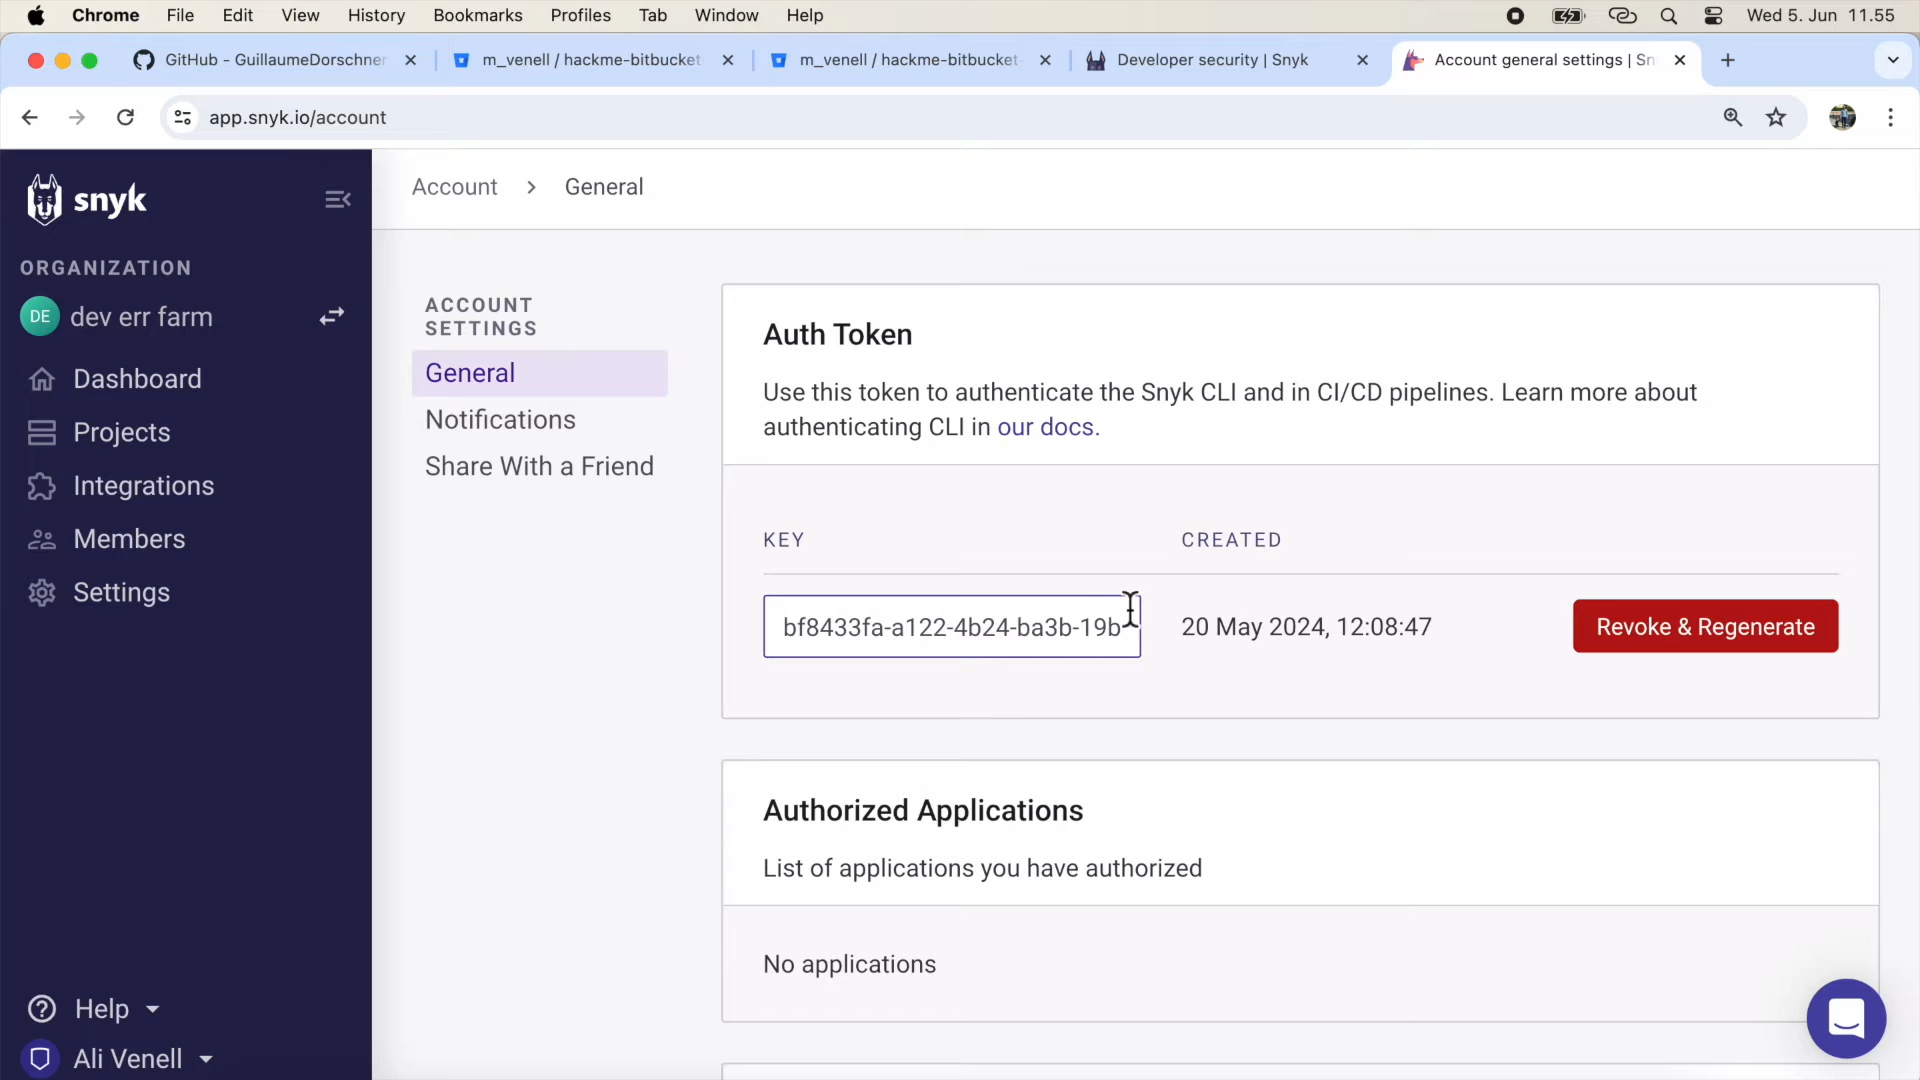 Chrome File Edit View History Bookmarks Profiles Tab Window Help Wed 5. Jun 11.55
GitHub - GuillaumeDorschner m_venell / hackme-bitbucket m_venell / hackme-bitbucket Developer security | Snyk Account general settings | Sn
app.snyk.io/account
snyk
ORGANIZATION
DE dev err farm
Dashboard
Projects
Integrations
Members
Settings
Help
Ali Venell
Account > General
ACCOUNT
SETTINGS
General
Notifications
Share With a Friend
Auth Token
Use this token to authenticate the Snyk CLI and in CI/CD pipelines. Learn more about
authenticating CLI in our docs.
KEY CREATED
bf8433fa-a122-4b24-ba3b-19b 20 May 2024, 12:08:47 Revoke & Regenerate
Authorized Applications
List of applications you have authorized
No applications